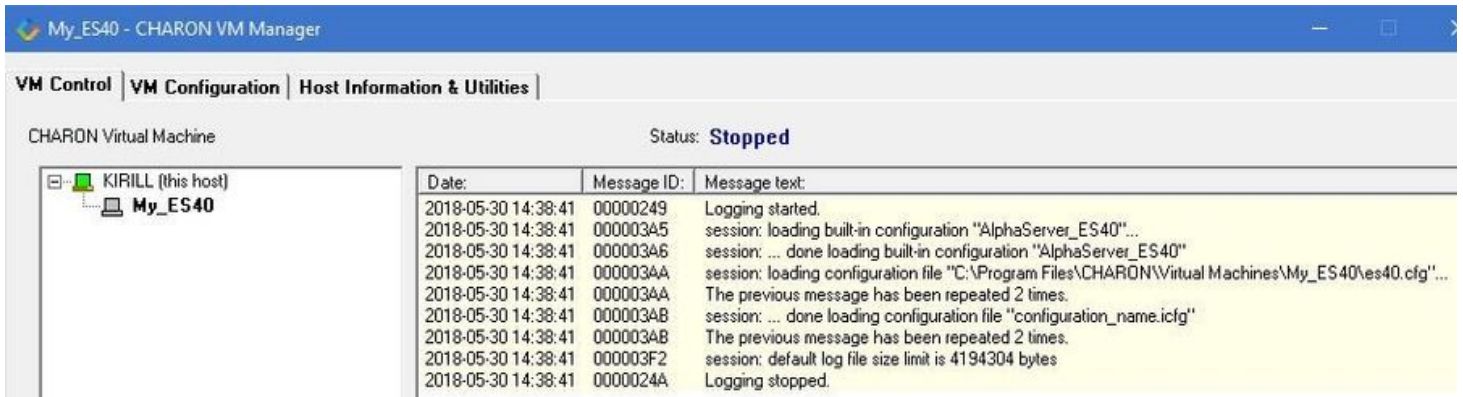 My_ES40 - CHARON VM Manager
VM Control VM Configuration Host Information & Utilities
CHARON Virtual Machine Status: Stopped
KIRILL (this host)
My_ES40
Date: Message ID: Message text:
2018-05-30 14:38:41 00000249 Logging started.
2018-05-30 14:38:41 000003A5 session: loading built-in configuration "AlphaServer_ES40"...
2018-05-30 14:38:41 000003A6 session: ... done loading built-in configuration "AlphaServer_ES40"
2018-05-30 14:38:41 000003AA session: loading configuration file "C:\Program Files\CHARON\Virtual Machines\My_ES40\es40.cfg"...
2018-05-30 14:38:41 000003AA The previous message has been repeated 2 times.
2018-05-30 14:38:41 000003AB session: ... done loading configuration file "configuration_name.icfg"
2018-05-30 14:38:41 000003AB The previous message has been repeated 2 times.
2018-05-30 14:38:41 000003F2 session: default log file size limit is 4194304 bytes
2018-05-30 14:38:41 0000024A Logging stopped.